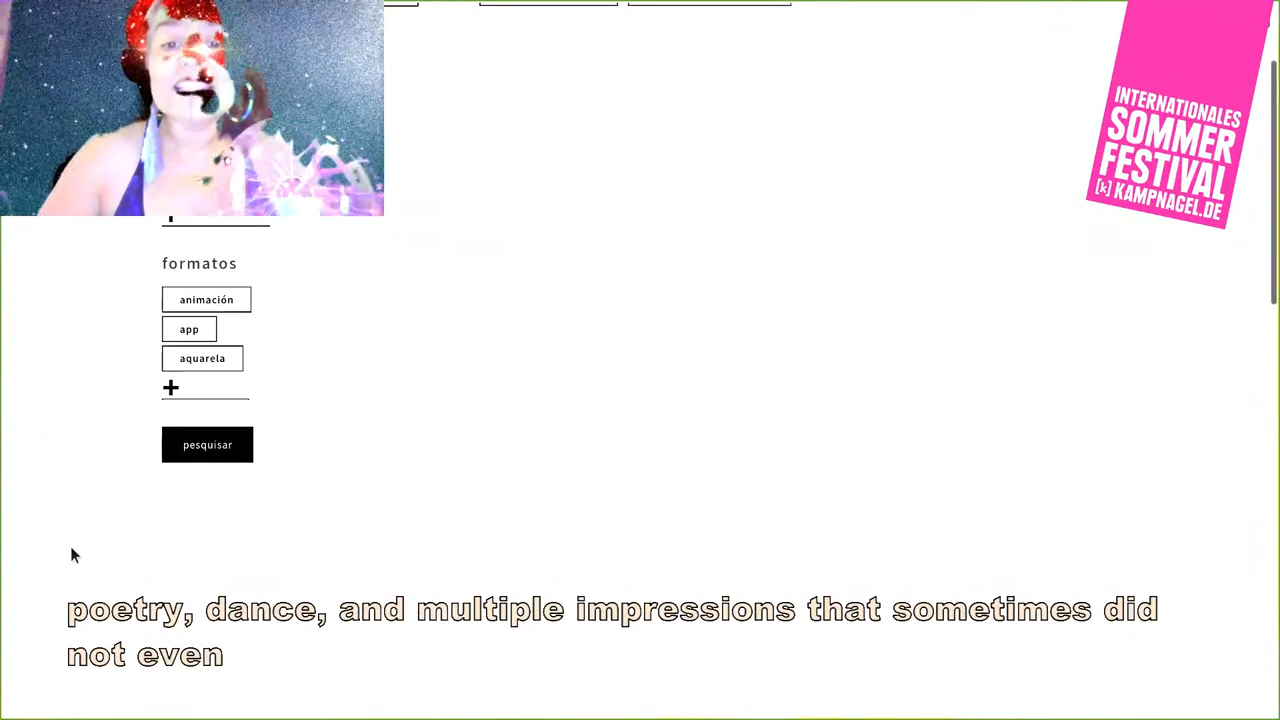 INTERNATIONALES
SOMMER
FESTIVAL
[k] KAMPNAGEL.DE
formatos
animación
app
aquarela
+
pesquisar
poetry, dance, and multiple impressions that sometimes did
not even